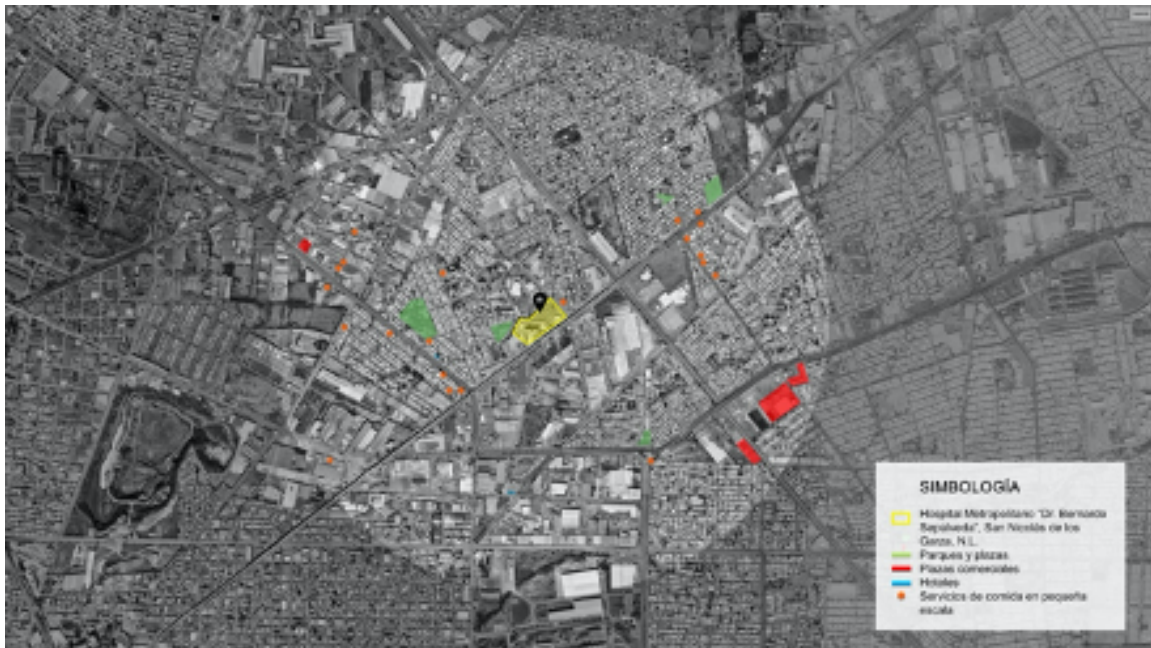 SIMBOLOGÍA
Hospital Metropolitano "Dr. Bernardo
Sepúlveda", San Nicolás de los
Garza, N.L.
Parques y plazas
Plazas comerciales
Hoteles
Servicios de comida en pequeña
escala